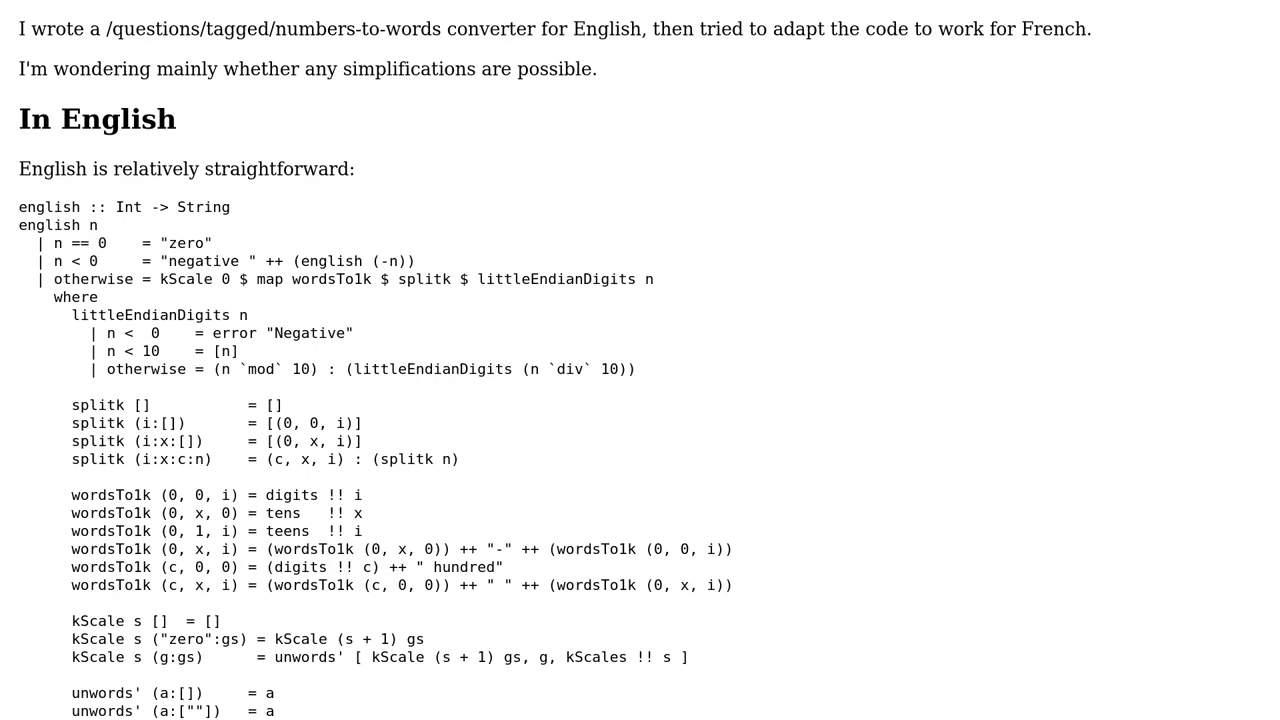 I wrote a /questions/tagged/numbers-to-words converter for English, then tried to adapt the code to work for French.
I'm wondering mainly whether any simplifications are possible.
In English
English is relatively straightforward:
english :: Int -> String
english n
  | n == 0    = "zero"
  | n < 0     = "negative " ++ (english (-n))
  | otherwise = kScale 0 $ map wordsTo1k $ splitk $ littleEndianDigits n
    where
      littleEndianDigits n
        | n <  0    = error "Negative"
        | n < 10    = [n]
        | otherwise = (n `mod` 10) : (littleEndianDigits (n `div` 10))
      splitk []           = []
      splitk (i:[])       = [(0, 0, i)]
      splitk (i:x:[])     = [(0, x, i)]
      splitk (i:x:c:n)    = (c, x, i) : (splitk n)
      wordsTo1k (0, 0, i) = digits !! i
      wordsTo1k (0, x, 0) = tens   !! x
      wordsTo1k (0, 1, i) = teens  !! i
      wordsTo1k (0, x, i) = (wordsTo1k (0, x, 0)) ++ "-" ++ (wordsTo1k (0, 0, i))
      wordsTo1k (c, 0, 0) = (digits !! c) ++ " hundred"
      wordsTo1k (c, x, i) = (wordsTo1k (c, 0, 0)) ++ " " ++ (wordsTo1k (0, x, i))
      kScale s []  = []
      kScale s ("zero":gs) = kScale (s + 1) gs
      kScale s (g:gs)      = unwords' [ kScale (s + 1) gs, g, kScales !! s ]
      unwords' (a:[])     = a
      unwords' (a:[""])   = a